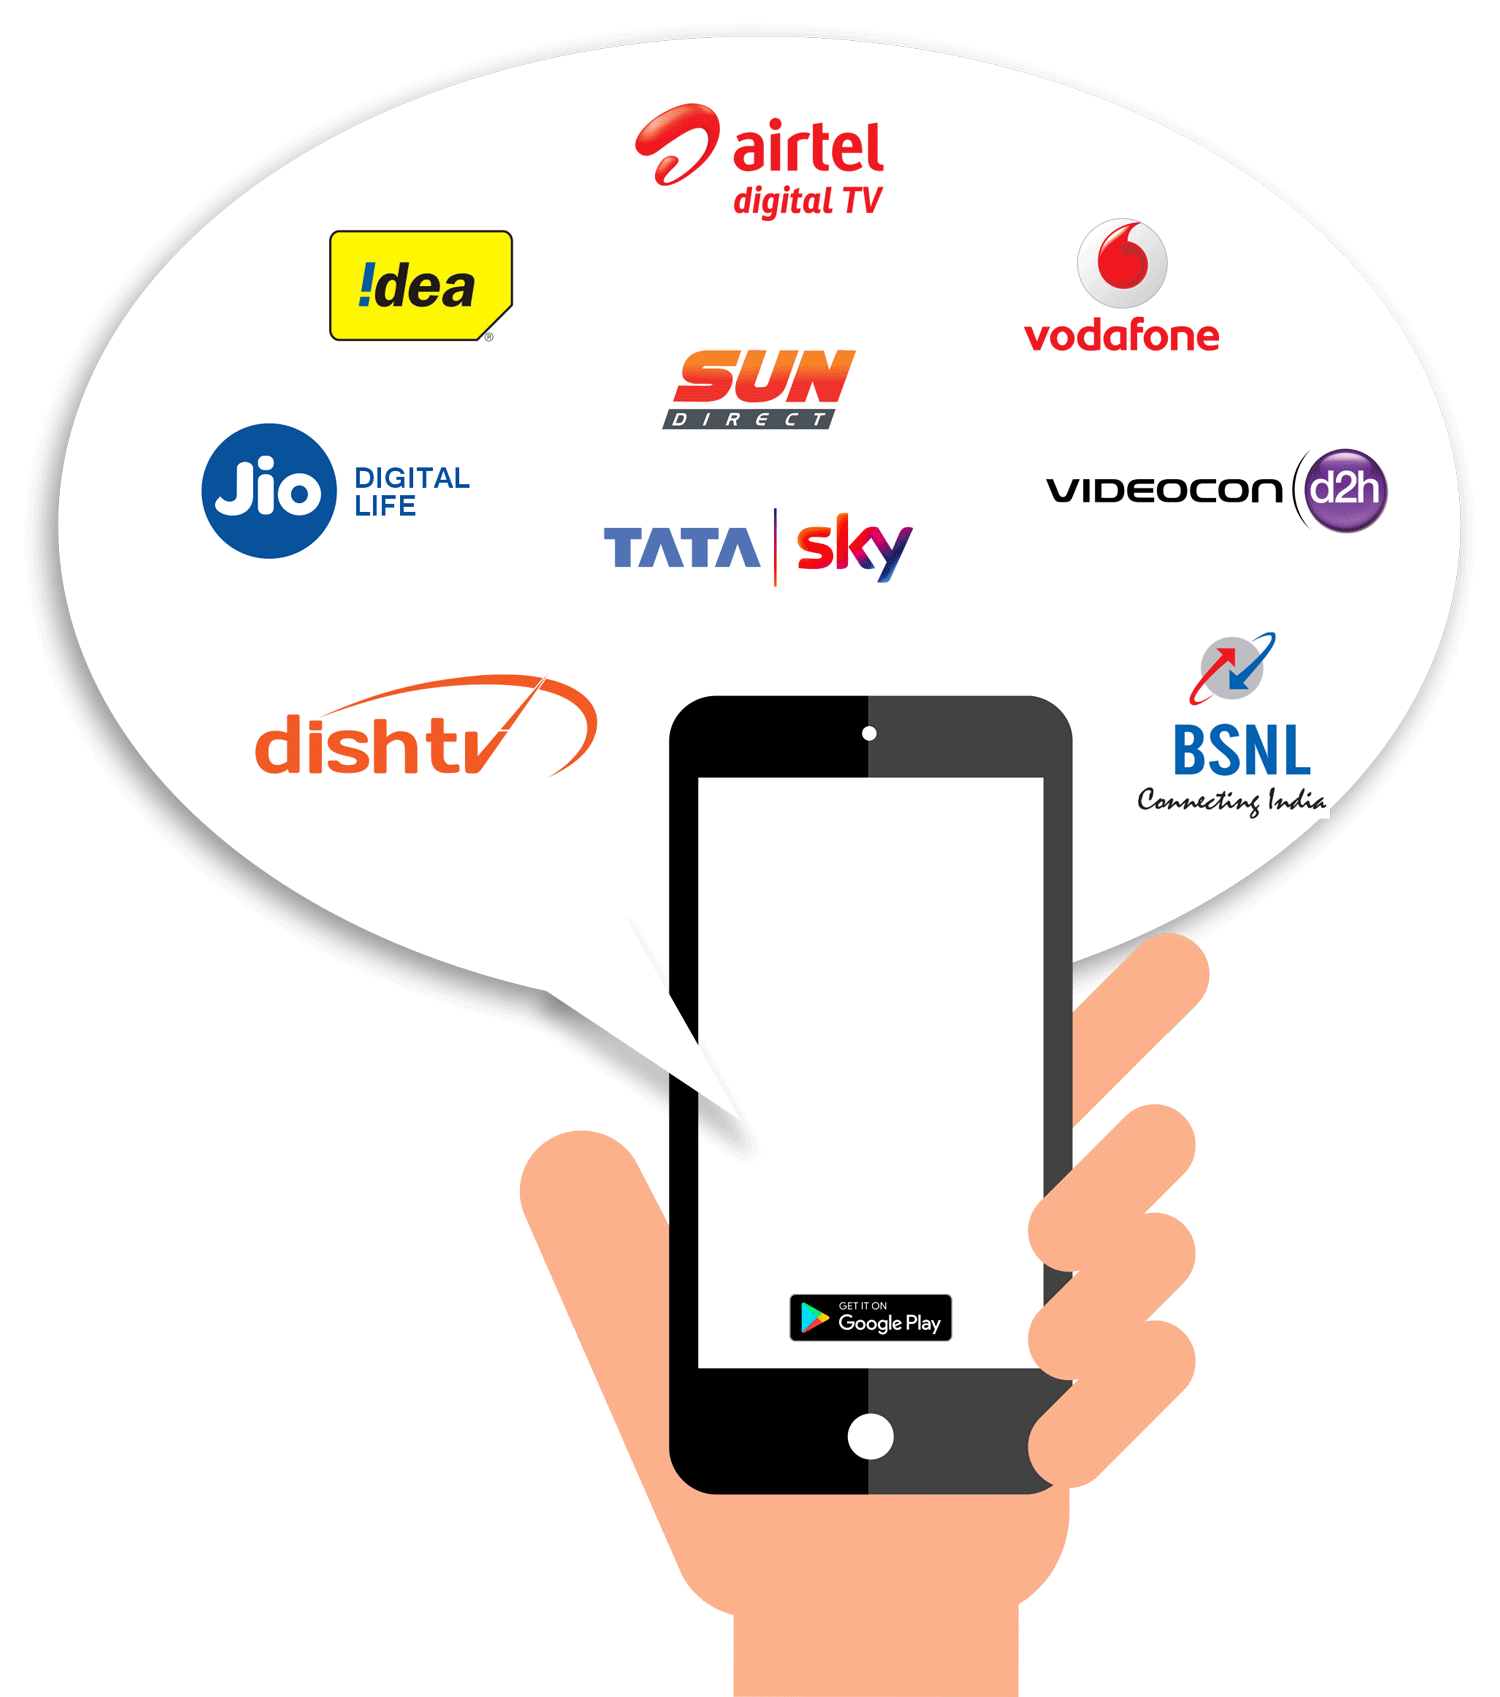 airtel
digital TV
!dea
®
vodafone
SUN
DIRECT
Jio
DIGITAL
LIFE
VIDEOCON d2h
TATA sky
dishtv
BSNL
Connecting India
GET IT ON
Google Play